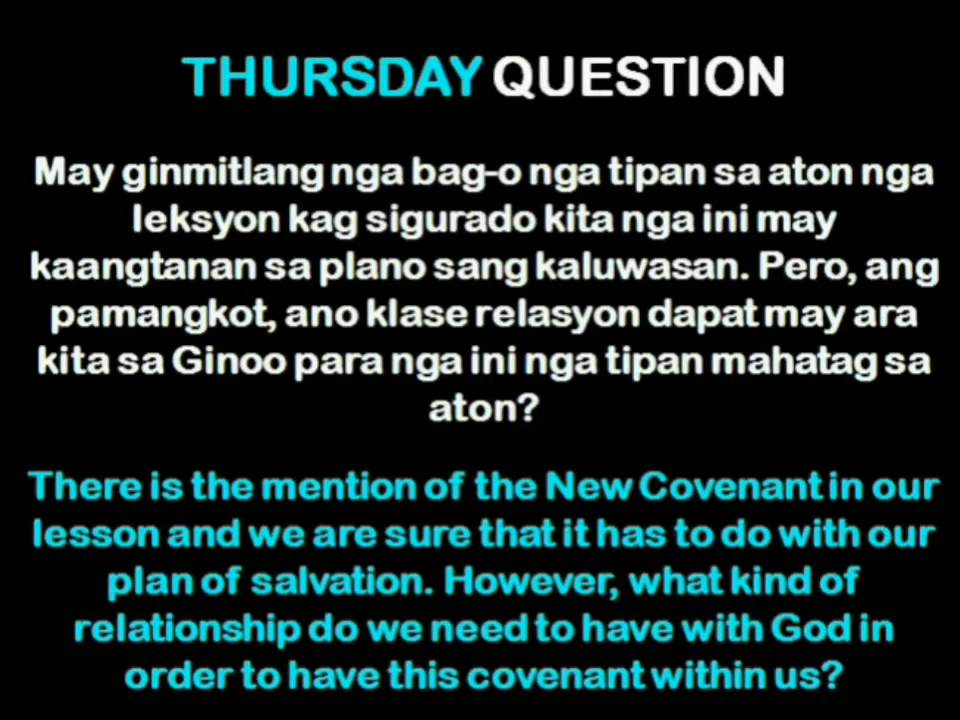 THURSDAY QUESTION
May ginmitlang nga bag-o nga tipan sa aton nga
leksyon kag sigurado kita nga ini may
kaangtanan sa plano sang kaluwasan. Pero, ang
pamangkot, ano klase relasyon dapat may ara
kita sa Ginoo para nga ini nga tipan mahatag sa
aton?
There is the mention of the New Covenant in our
lesson and we are sure that it has to do with our
plan of salvation. However, what kind of
relationship do we need to have with God in
order to have this covenant within us?